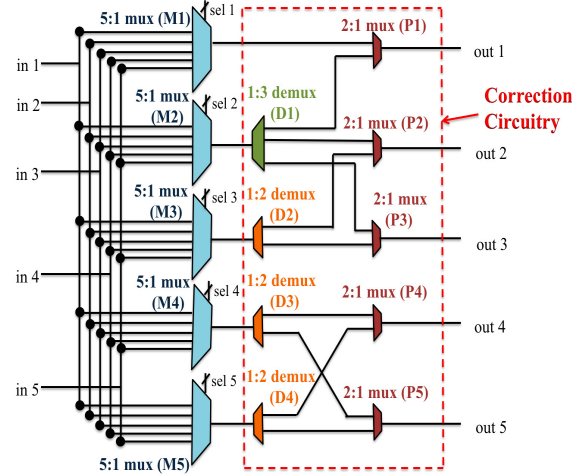 5:1 mux (M1)
sel 1
2:1 mux (P1)
in 1
out 1
5:1 mux
(M2)
sel 2
1:3 demux
(D1)
Correction
Circuitry
in 2
2:1 mux (P2)
out 2
in 3
5:1 mux
(M3)
sel 3
1:2 demux
(D2)
2:1 mux
(P3)
out 3
in 4
5:1 mux
(M4)
sel 4
1:2 demux
(D3)
2:1 mux (P4)
out 4
in 5
sel 5
1:2 demux
(D4)
2:1 mux (P5)
out 5
5:1 mux (M5)